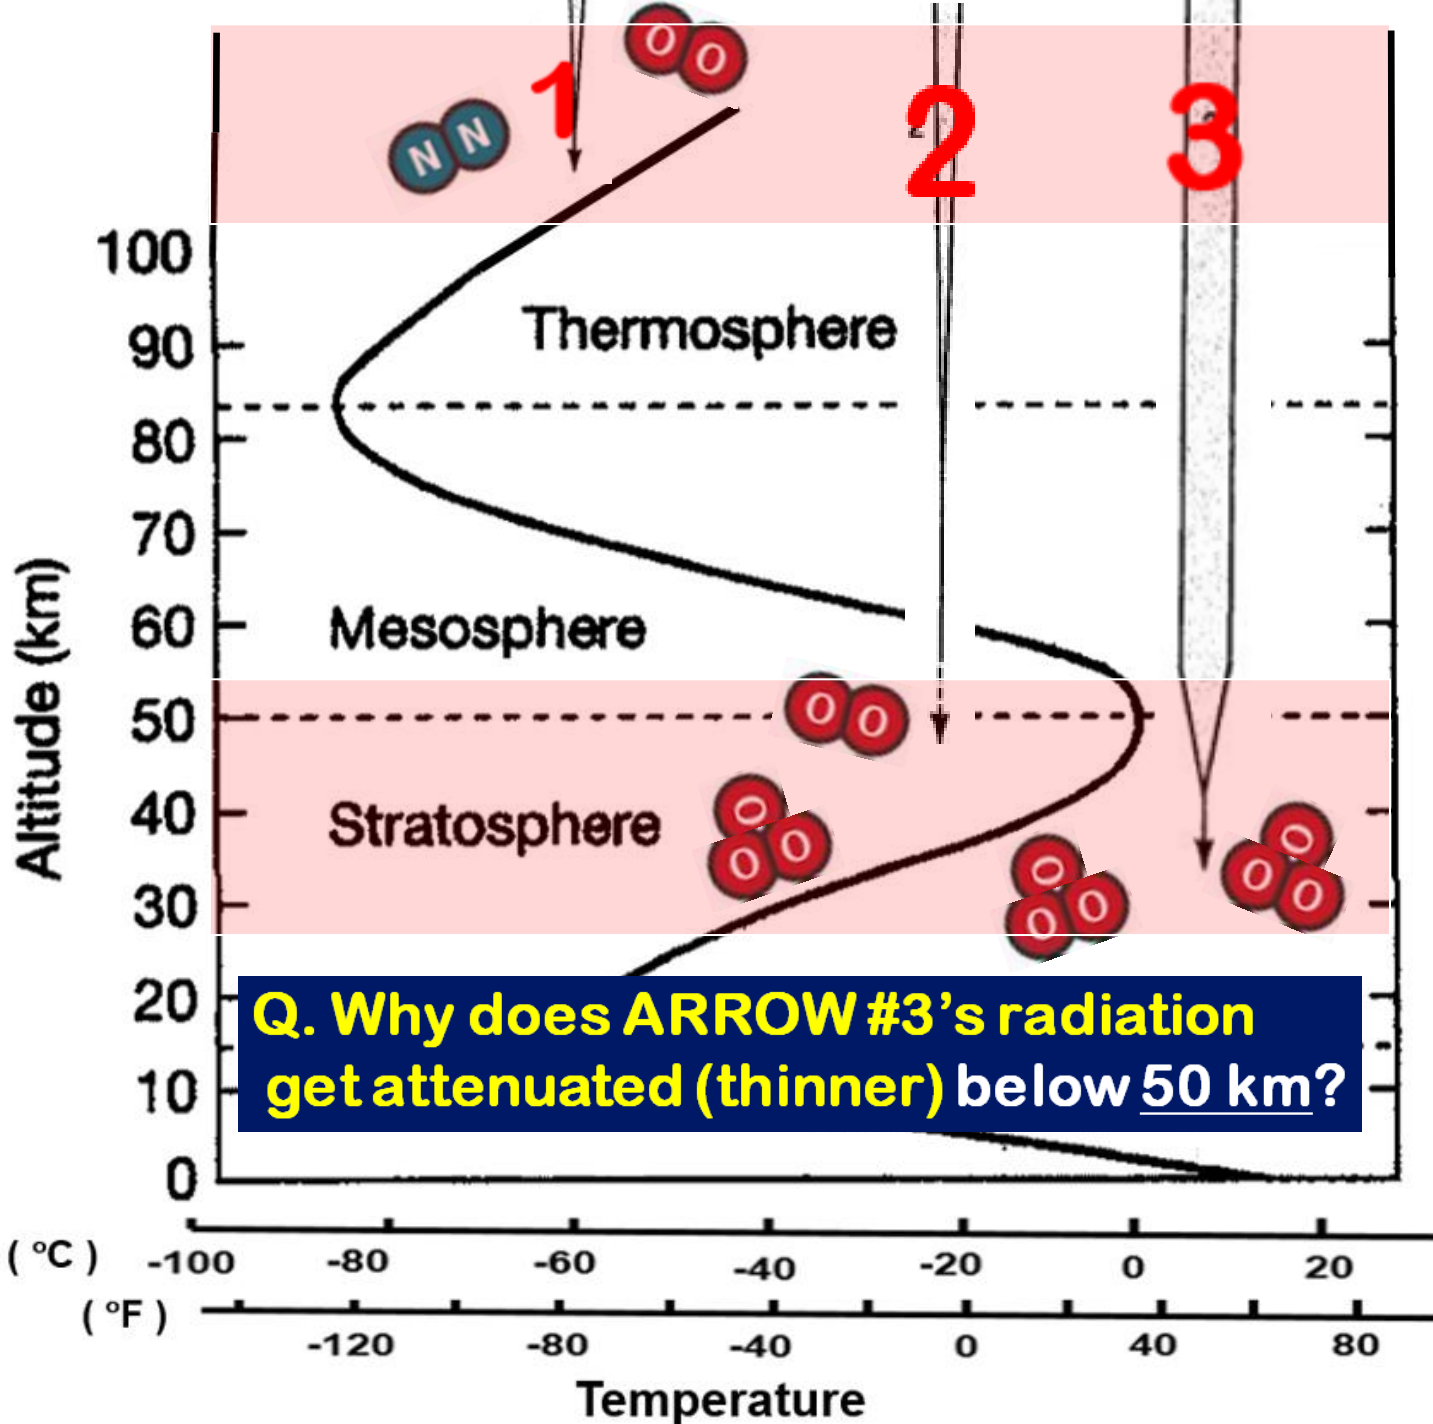 O O
1
2
3
N N
100
Thermosphere
90
80
70
Mesosphere
60
O O
50
O
Stratosphere
40
O O
O
O
O O
O O
30
20
Q. Why does ARROW #3's radiation
get attenuated (thinner) below 50 km?
10
0
Altitude (km)
( °C ) -100 -80 -60 -40 -20 0 20
( °F ) -120 -80 -40 0 40 80
Temperature